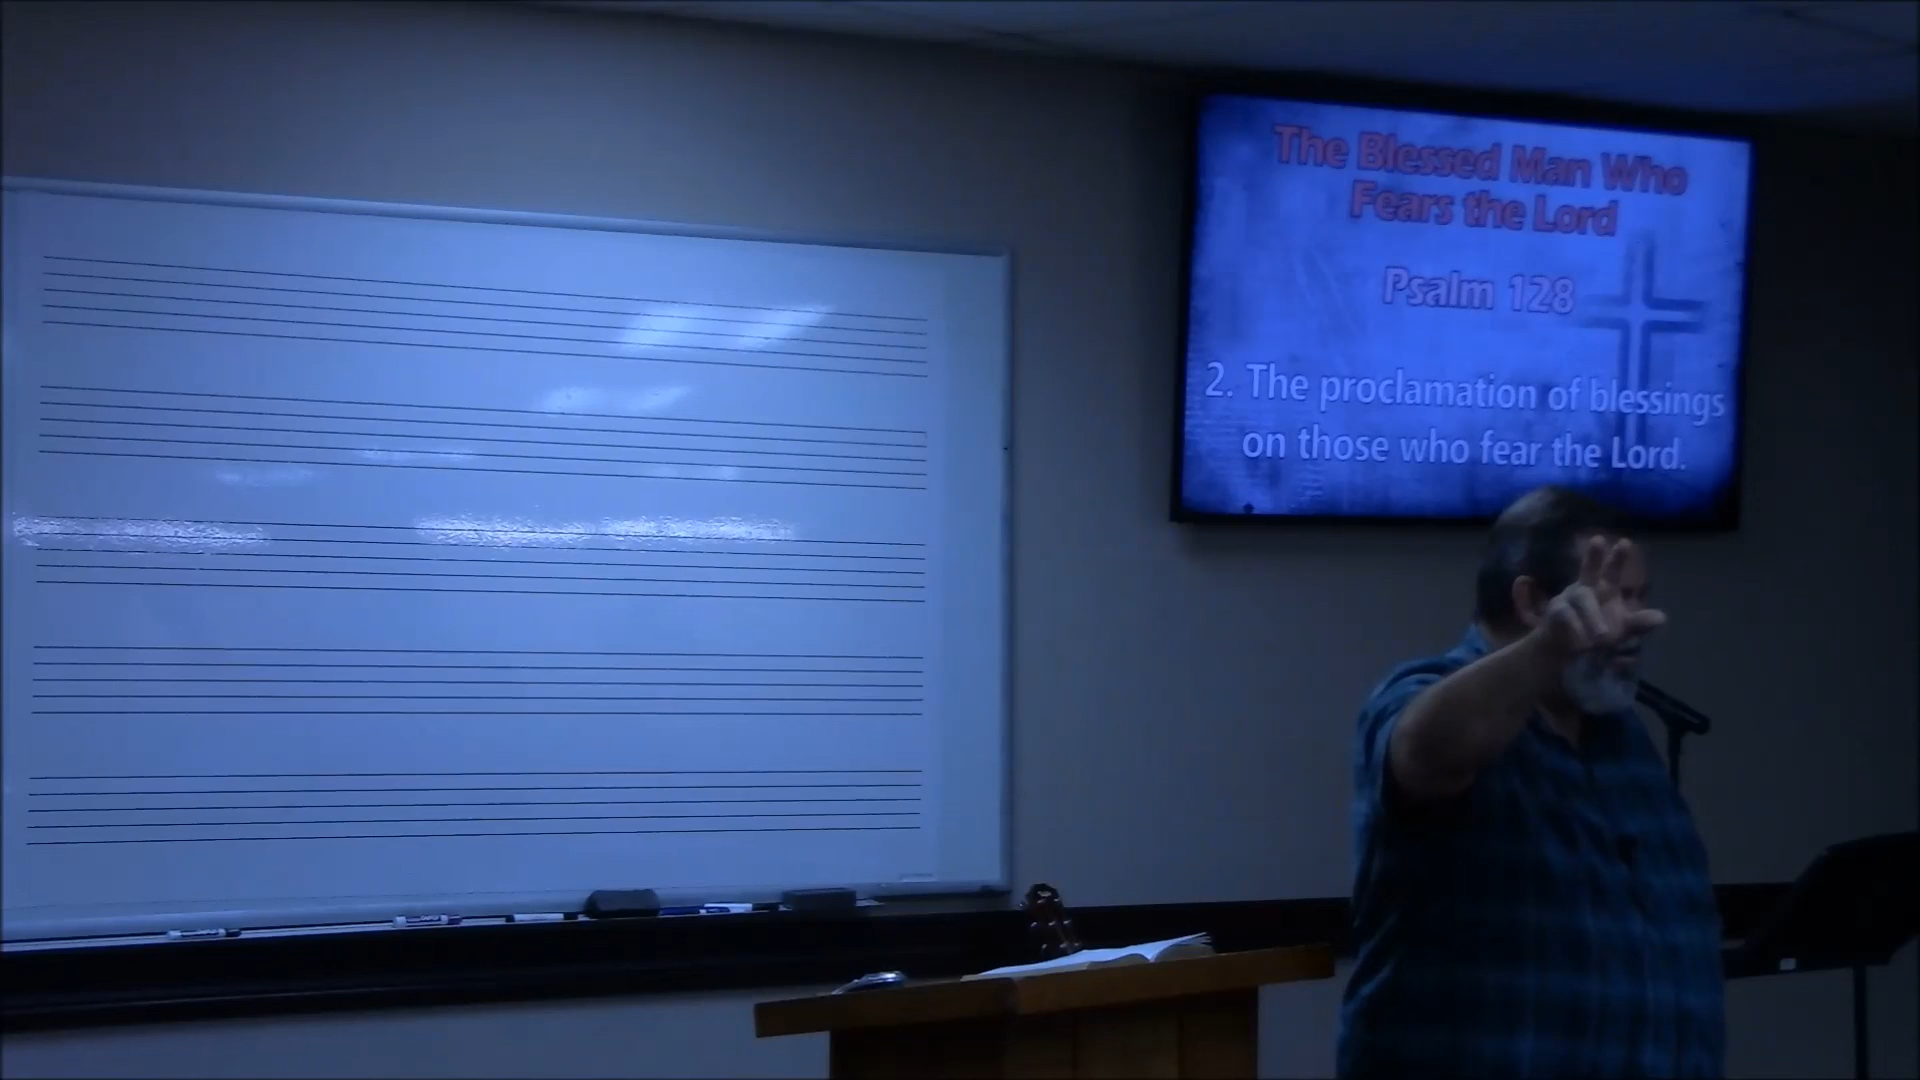 The Blessed Man Who
Fears the Lord
Psalm 128
2. The proclamation of blessings
on those who fear the Lord.